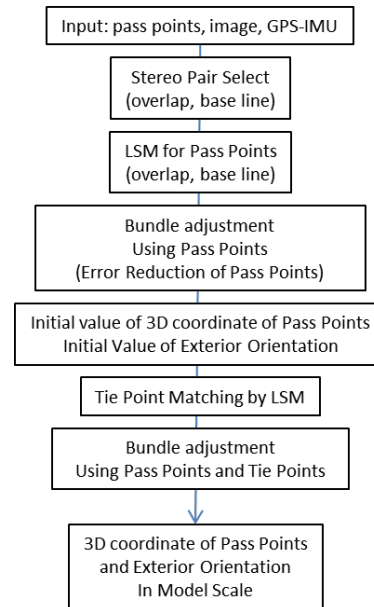 Input: pass points, image, GPS-IMU
Stereo Pair Select
(overlap, base line)
LSM for Pass Points
(overlap, base line)
Bundle adjustment
Using Pass Points
(Error Reduction of Pass Points)
Initial value of 3D coordinate of Pass Points
Initial Value of Exterior Orientation
Tie Point Matching by LSM
Bundle adjustment
Using Pass Points and Tie Points
3D coordinate of Pass Points
and Exterior Orientation
In Model Scale